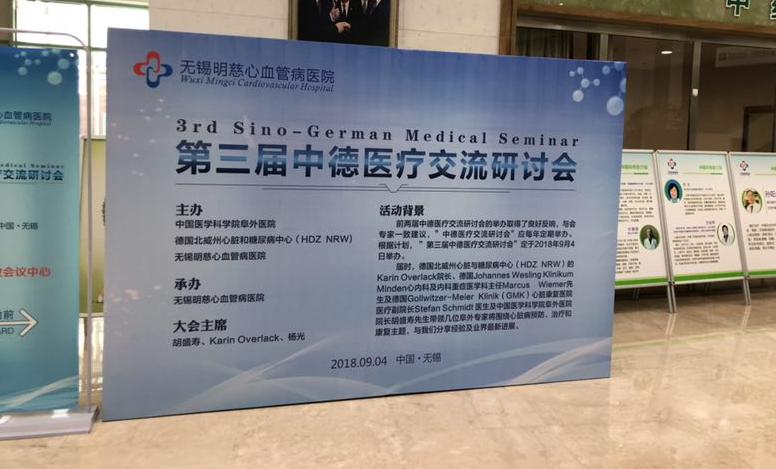 心血管病医院
Medical Seminar
交流研讨会
中国·无锡
会议中心
无锡明慈心血管病医院
Wuxi Mingci Cardiovascular Hospital
3rd Sino-German Medical Seminar
第三届中德医疗交流研讨会
主办
中国医学科学院阜外医院
德国北威州心脏和糖尿病中心（HDZ NRW）
无锡明慈心血管病医院
承办
无锡明慈心血管病医院
大会主席
胡盛寿、Karin Overlack、杨光
活动背景
前两届中德医疗交流研讨会的举办取得了良好反响，与会
专家一致建议，"中德医疗交流研讨会"应每年定期举办。
根据计划，"第三届中德医疗交流研讨会"定于2018年9月4
日举办。
届时，德国北威州心脏与糖尿病中心（HDZ NRW）的
Karin Overlack院长、德国Johannes Wesling Klinikum
Minden心内科及内科重症医学科主任Marcus Wiemer先
生及德国Gollwitzer-Meier Klinik（GMK）心脏康复医院
医疗副院长Stefan Schmidt医生及中国医学科学院阜外医院
院长胡盛寿先生带领几位阜外专家将围绕心脏病预防、治疗和
康复主题，与我们分享经验及业界最新进展。
2018.09.04 中国·无锡